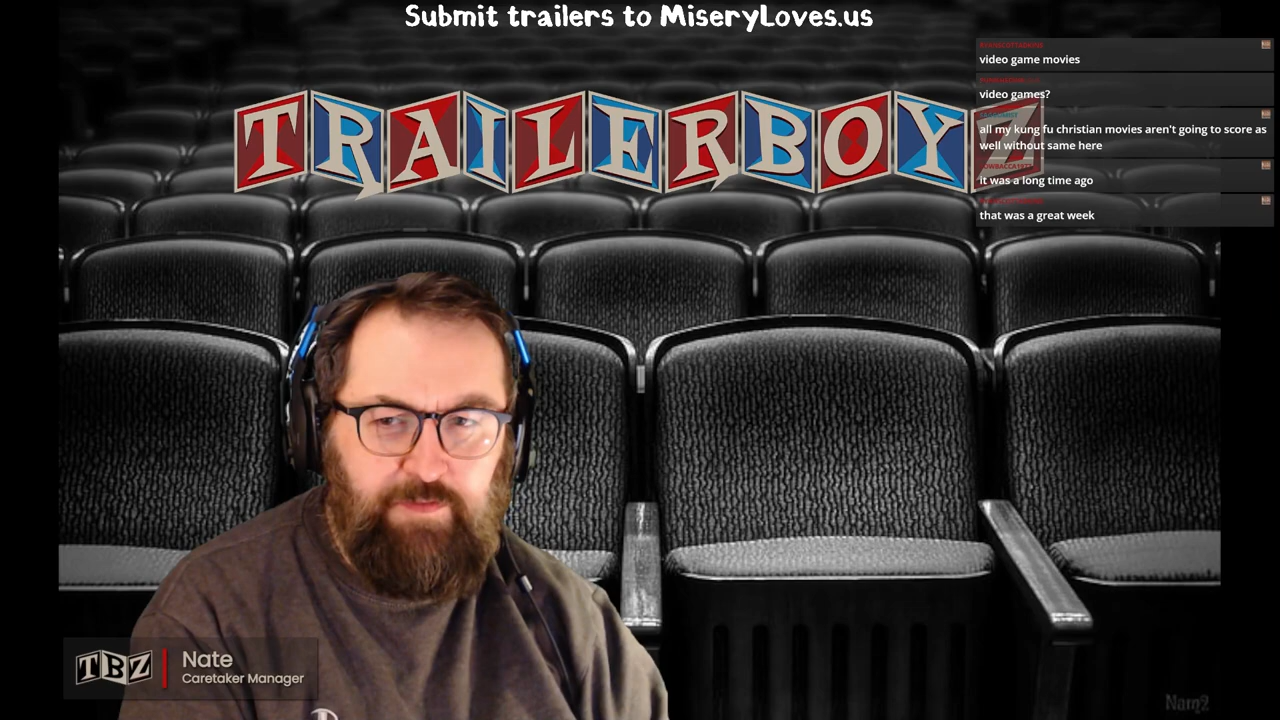 Submit trailers to MiseryLoves.us
TRAILERBOYZ
video game movies
video games?
all my kung fu christian movies aren't going to score as
well without same here
it was a long time ago
that was a great week
TBZ
Nate
Caretaker Manager